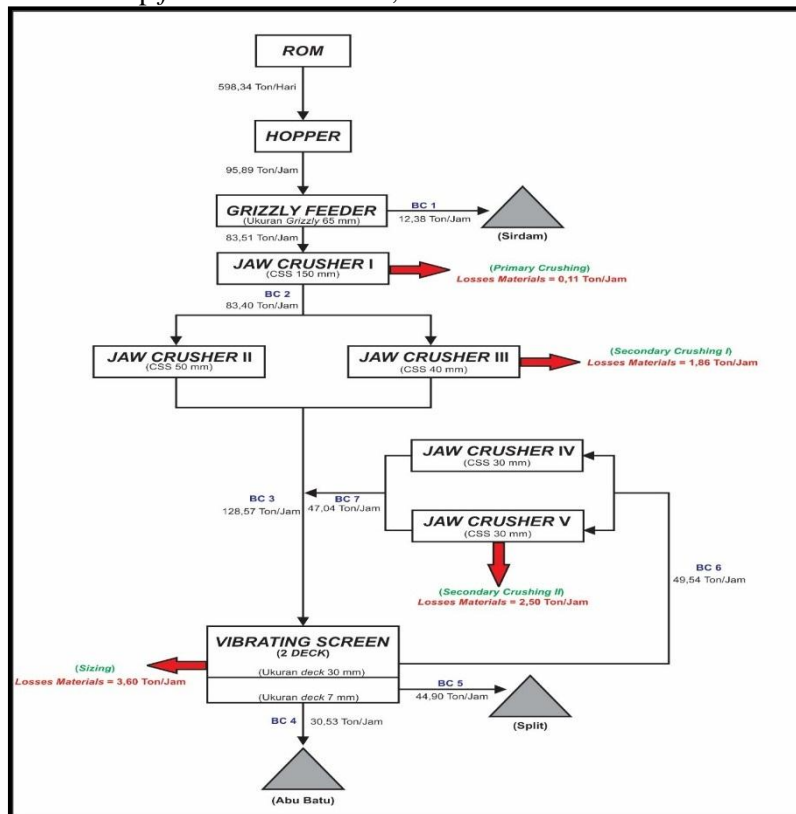 ROM
598,34 Ton/Hari
HOPPER
95,89 Ton/Jam
GRIZZLY FEEDER
(Ukuran Grizzly 65 mm)
BC 1
12,38 Ton/Jam
(Sirdam)
83,51 Ton/Jam
JAW CRUSHER I
(CSS 150 mm)
(Primary Crushing)
Losses Materials = 0,11 Ton/Jam
BC 2
83,40 Ton/Jam
JAW CRUSHER II
(CSS 50 mm)
JAW CRUSHER III
(CSS 40 mm)
(Secondary Crushing I)
Losses Materials = 1,86 Ton/Jam
JAW CRUSHER IV
(CSS 30 mm)
BC 3
128,57 Ton/Jam
BC 7
47,04 Ton/Jam
JAW CRUSHER V
(CSS 30 mm)
BC 6
49,54 Ton/Jam
(Secondary Crushing II)
Losses Materials = 2,50 Ton/Jam
VIBRATING SCREEN
(2 DECK)
(Ukuran deck 30 mm)
(Sizing)
Losses Materials = 3,60 Ton/Jam
(Ukuran deck 7 mm)
BC 5
44,90 Ton/Jam
(Split)
BC 4
30,53 Ton/Jam
(Abu Batu)